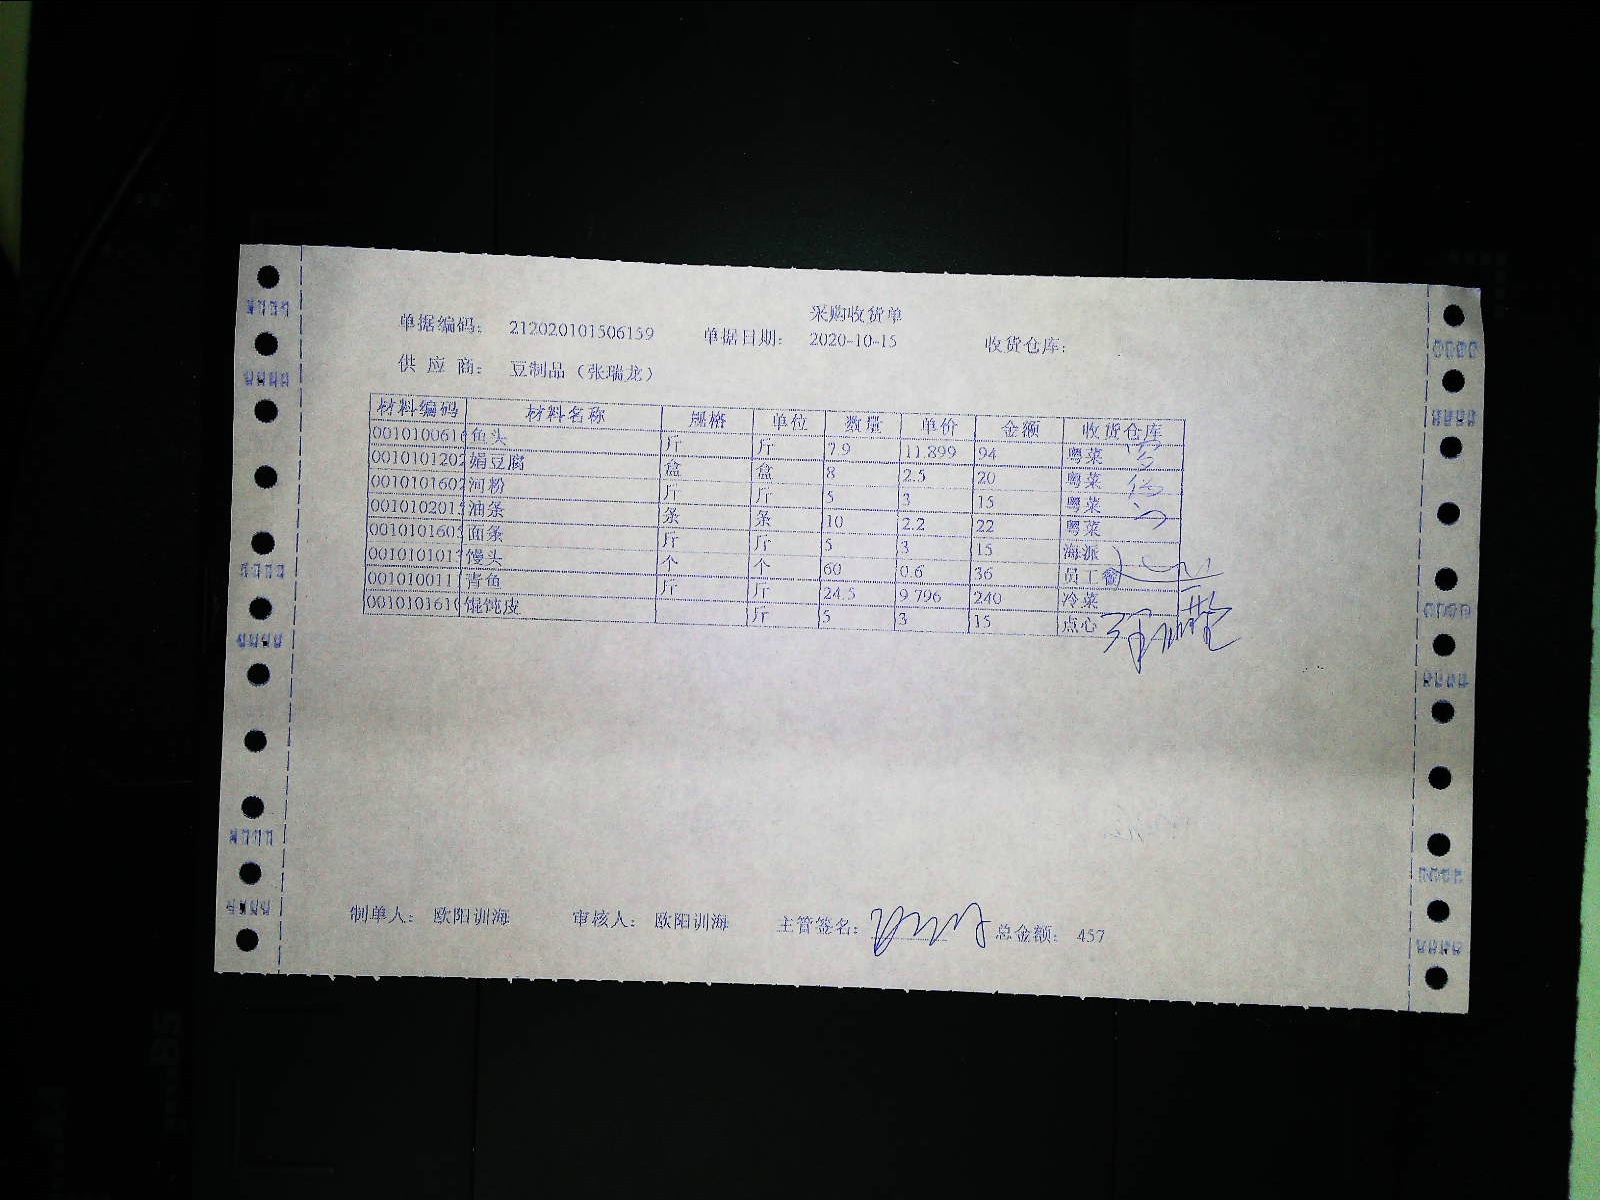 采购收货单
单据编码： 212020101506159 单据日期： 2020-10-15 收货仓库：
供 应 商： 豆制品（张瑞龙）
材料编码 材料名称 规格 单位 数量 单价 金额 收货仓库
0010100616 鱼头 斤 斤 7.9 11.899 94 粤菜
0010101202 娟豆腐 盒 盒 8 2.5 20 粤菜
0010101602 河粉 斤 斤 5 3 15 粤菜
0010102015 油条 条 条 10 2.2 22 粤菜
0010101605 面条 斤 斤 5 3 15 海派
0010101013 馒头 个 个 60 0.6 36 员工餐
001010011 青鱼 斤 斤 24.5 9.796 240 冷菜
0010101610 馄饨皮 斤 5 3 15 点心
制单人： 欧阳训海 审核人： 欧阳训海 主管签名： 总金额： 457